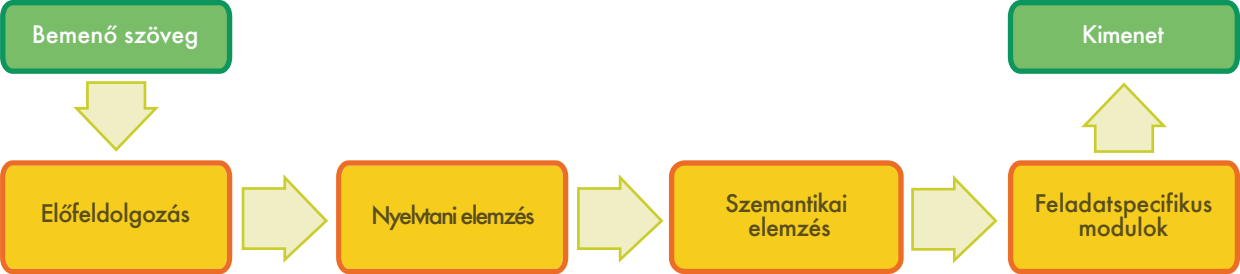 Bemenő szöveg
Kimenet
Előfeldolgozás
Nyelvtani elemzés
Szemantikai
elemzés
Feladatspecifikus
modulok